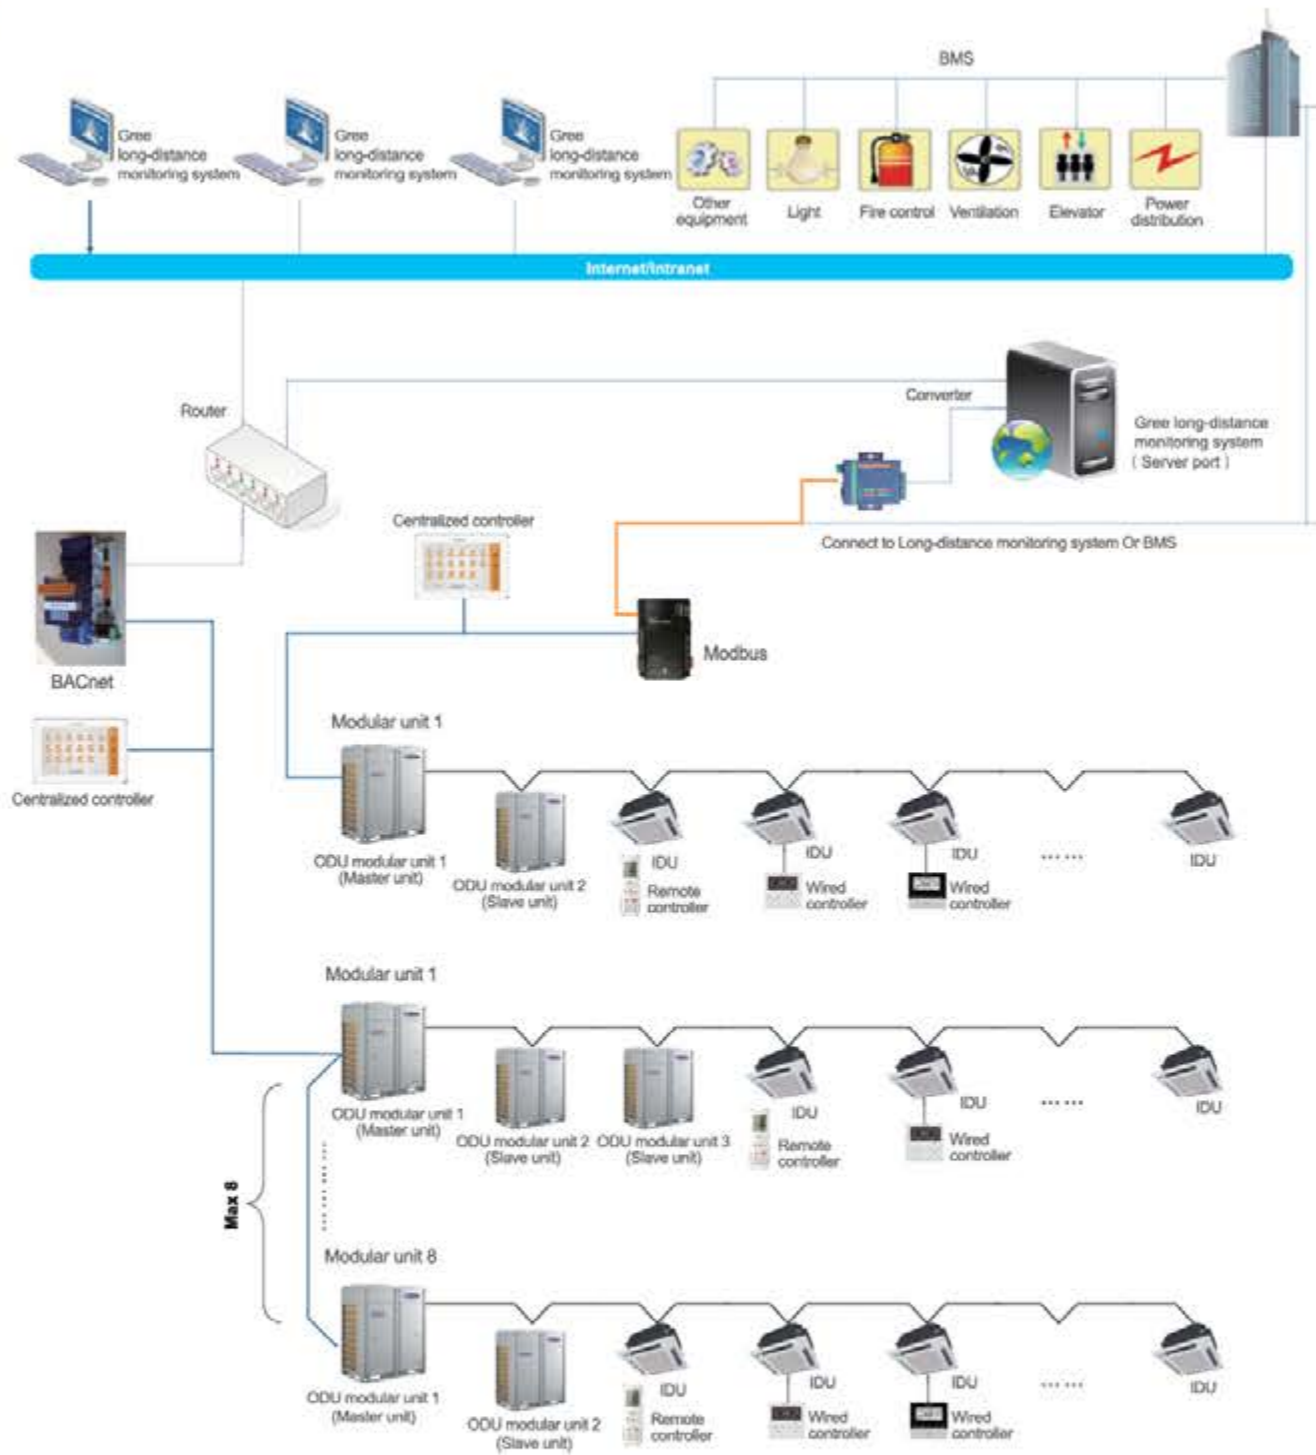 BMS
Gree
long-distance
monitoring system
Gree
long-distance
monitoring system
Gree
long-distance
monitoring system
Other
equipment
Light
Fire control
Ventilation
Elevator
Power
distribution
Internet/Intranet
Router
Converter
Gree long-distance
monitoring system
( Server port )
Centralized controller
Connect to Long-distance monitoring system Or BMS
Modbus
BACnet
Centralized controller
Modular unit 1
ODU modular unit 1
(Master unit)
ODU modular unit 2
(Slave unit)
IDU
Remote
controller
IDU
Wired
controller
IDU
Wired
controller
... ...
IDU
Modular unit 1
ODU modular unit 1
(Master unit)
ODU modular unit 2
(Slave unit)
ODU modular unit 3
(Slave unit)
IDU
Remote
controller
IDU
Wired
controller
... ...
IDU
Max 8
Modular unit 8
ODU modular unit 1
(Master unit)
ODU modular unit 2
(Slave unit)
IDU
Remote
controller
IDU
Wired
controller
IDU
Wired
controller
... ...
IDU